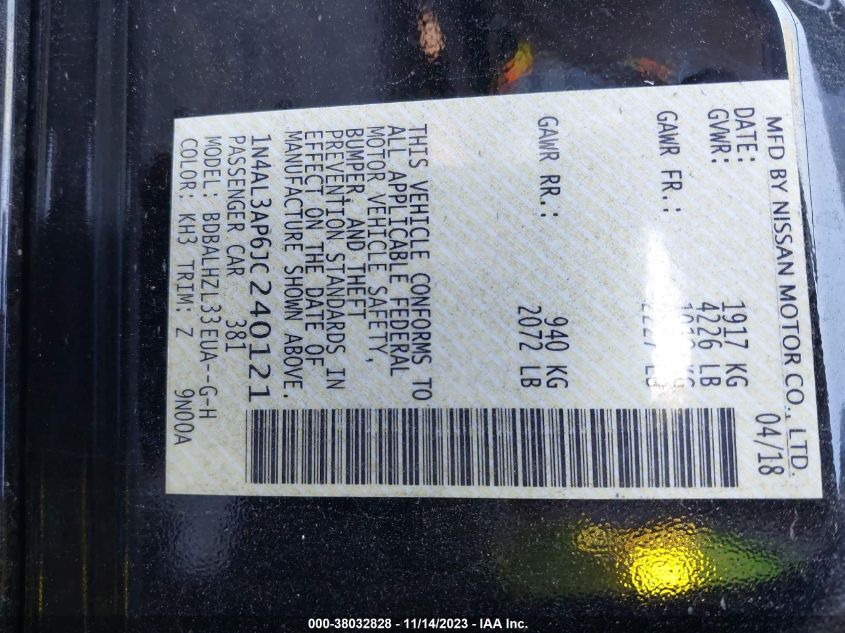 MFD BY NISSAN MOTOR CO., LTD.
DATE: 04/18
GVWR: 1917 KG
4226 LB
GAWR FR.: KG
2227 LB
GAWR RR.: 940 KG
2072 LB
THIS VEHICLE CONFORMS TO
ALL APPLICABLE FEDERAL
MOTOR VEHICLE SAFETY,
BUMPER, AND THEFT
PREVENTION STANDARDS IN
EFFECT ON THE DATE OF
MANUFACTURE SHOWN ABOVE.
1N4AL3AP6JC240121
PASSENGER CAR 381
MODEL: BDBALHZL33EUA--G-H
COLOR: KH3 TRIM: Z 9N00A
000-38032828 - 11/14/2023 - IAA Inc.